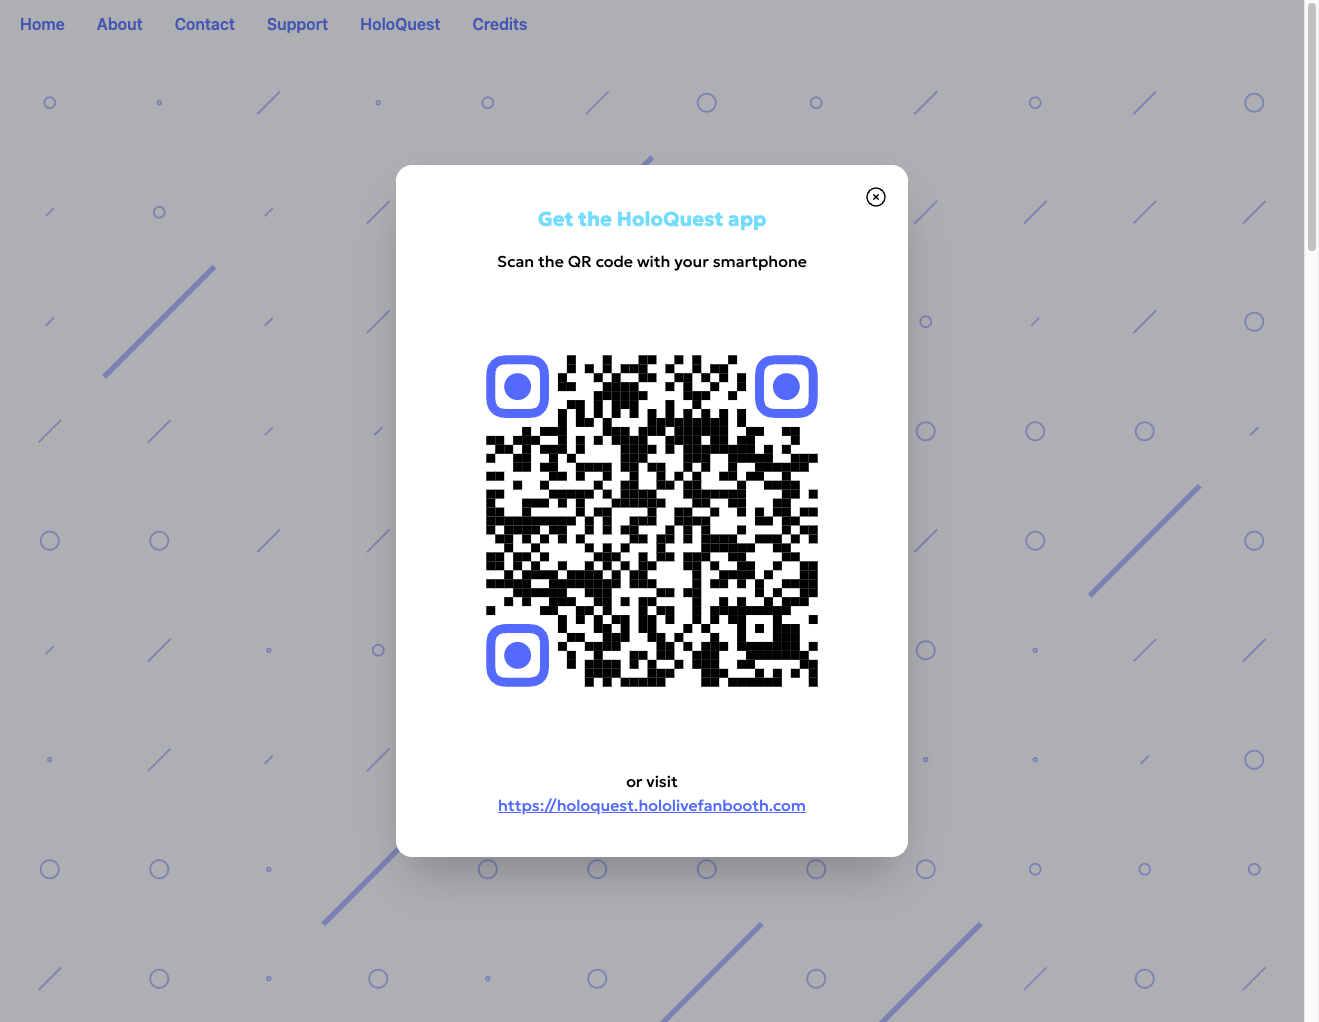 Home About Contact Support HoloQuest Credits
Get the HoloQuest app
Scan the QR code with your smartphone
or visit
https://holoquest.hololivefanbooth.com